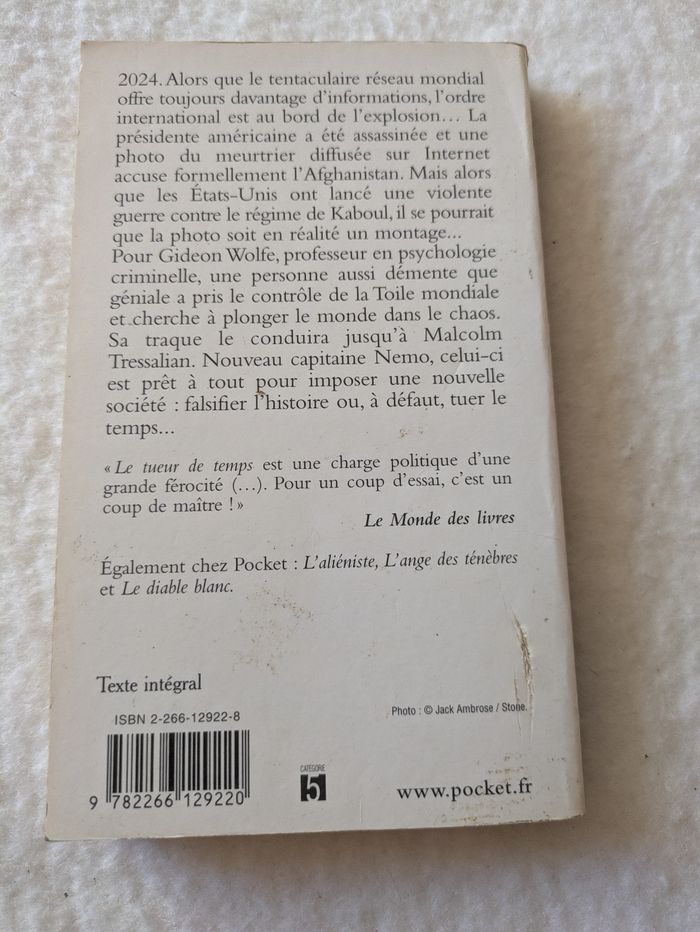 2024. Alors que le tentaculaire réseau mondial
offre toujours davantage d'informations, l'ordre
international est au bord de l'explosion... La
présidente américaine a été assassinée et une
photo du meurtrier diffusée sur Internet
accuse formellement l'Afghanistan. Mais alors
que les États-Unis ont lancé une violente
guerre contre le régime de Kaboul, il se pourrait
que la photo soit en réalité un montage...
Pour Gideon Wolfe, professeur en psychologie
criminelle, une personne aussi démente que
géniale a pris le contrôle de la Toile mondiale
et cherche à plonger le monde dans le chaos.
Sa traque le conduira jusqu'à Malcolm
Tressalian. Nouveau capitaine Nemo, celui-ci
est prêt à tout pour imposer une nouvelle
société : falsifier l'histoire ou, à défaut, tuer le
temps...
« Le tueur de temps est une charge politique d'une
grande férocité (...). Pour un coup d'essai, c'est un
coup de maître ! »
Le Monde des livres
Également chez Pocket : L'aliéniste, L'ange des ténèbres
et Le diable blanc.
Texte intégral
ISBN 2-266-12922-8
9 782266 129220
Photo : © Jack Ambrose / Stone.
CATÉGORIE
5
www.pocket.fr